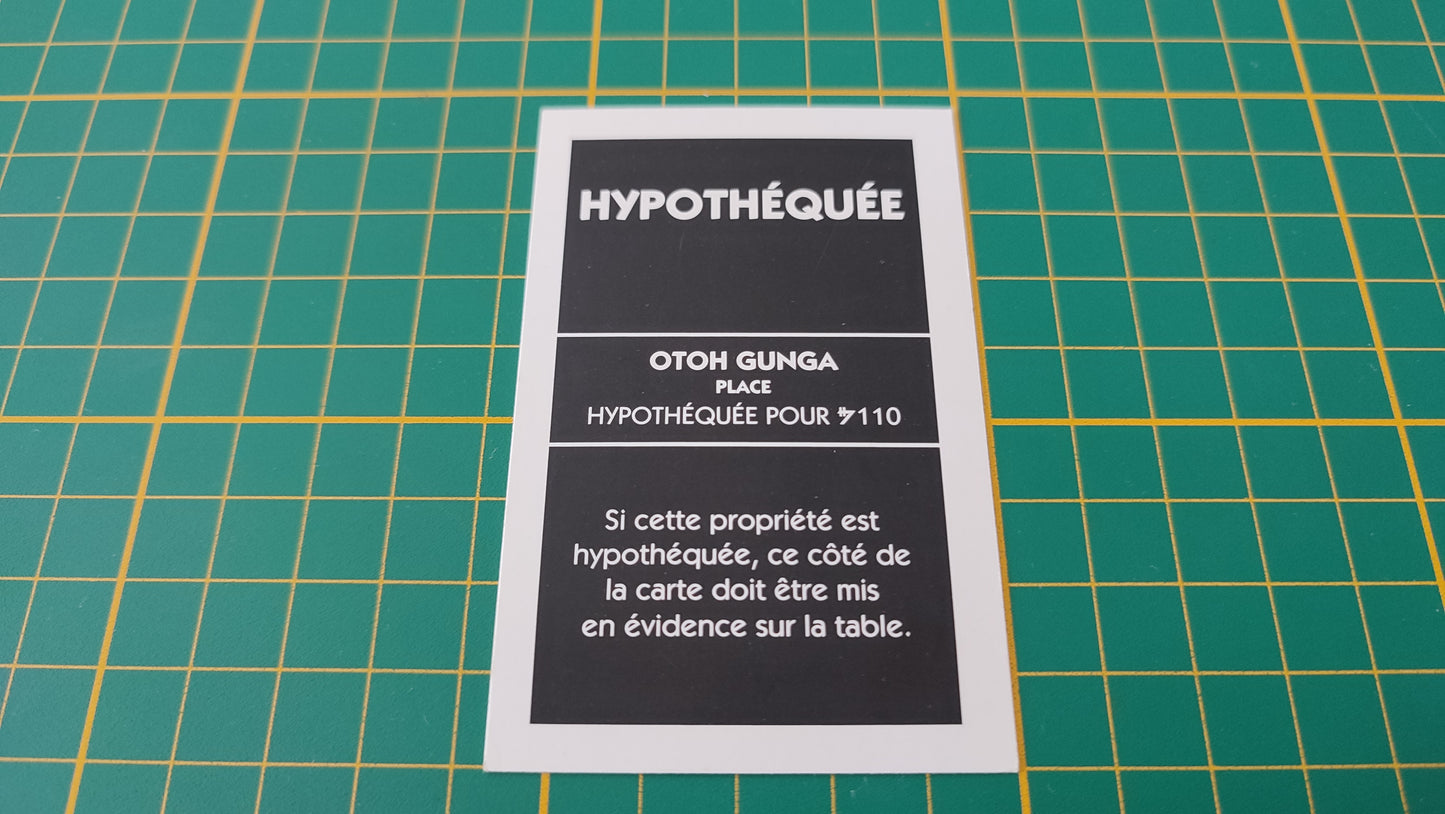 HYPOTHÉQUÉE
OTOH GUNGA
PLACE
HYPOTHÉQUÉE POUR 110
Si cette propriété est
hypothéquée, ce côté de
la carte doit être mis
en évidence sur la table.